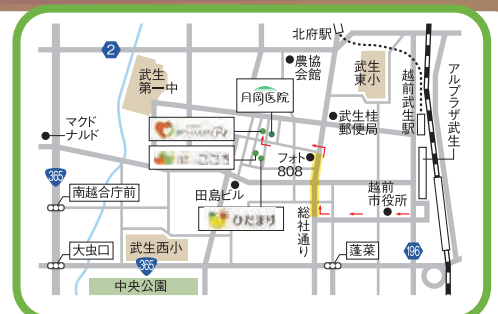 北府駅
2
農協
会館
武生
東小
武生
第一中
月岡医院
越前武生駅
アルプラザ武生
マクド
ナルド
武生桂
郵便局
フォト
808
365
南越合庁前
田島ビル
越前
市役所
ひだまり
総社通り
大虫口
武生西小
365
蓬莱
196
中央公園